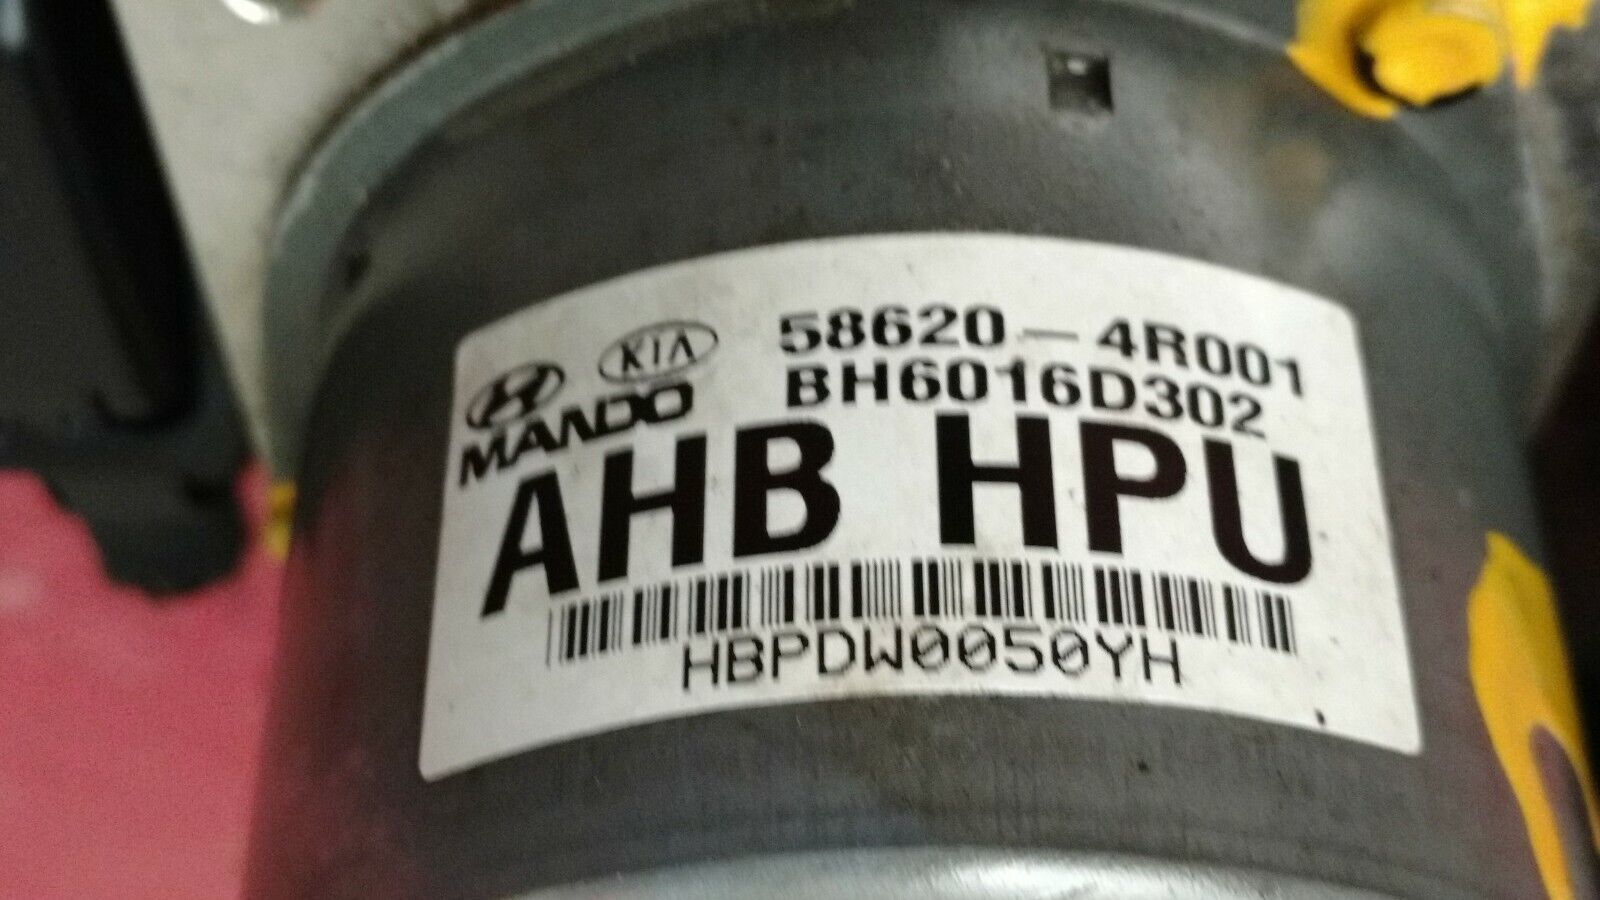 KIA 58620-4R001
MANDO BH6016D302
AHB HPU
HBPDW0050YH